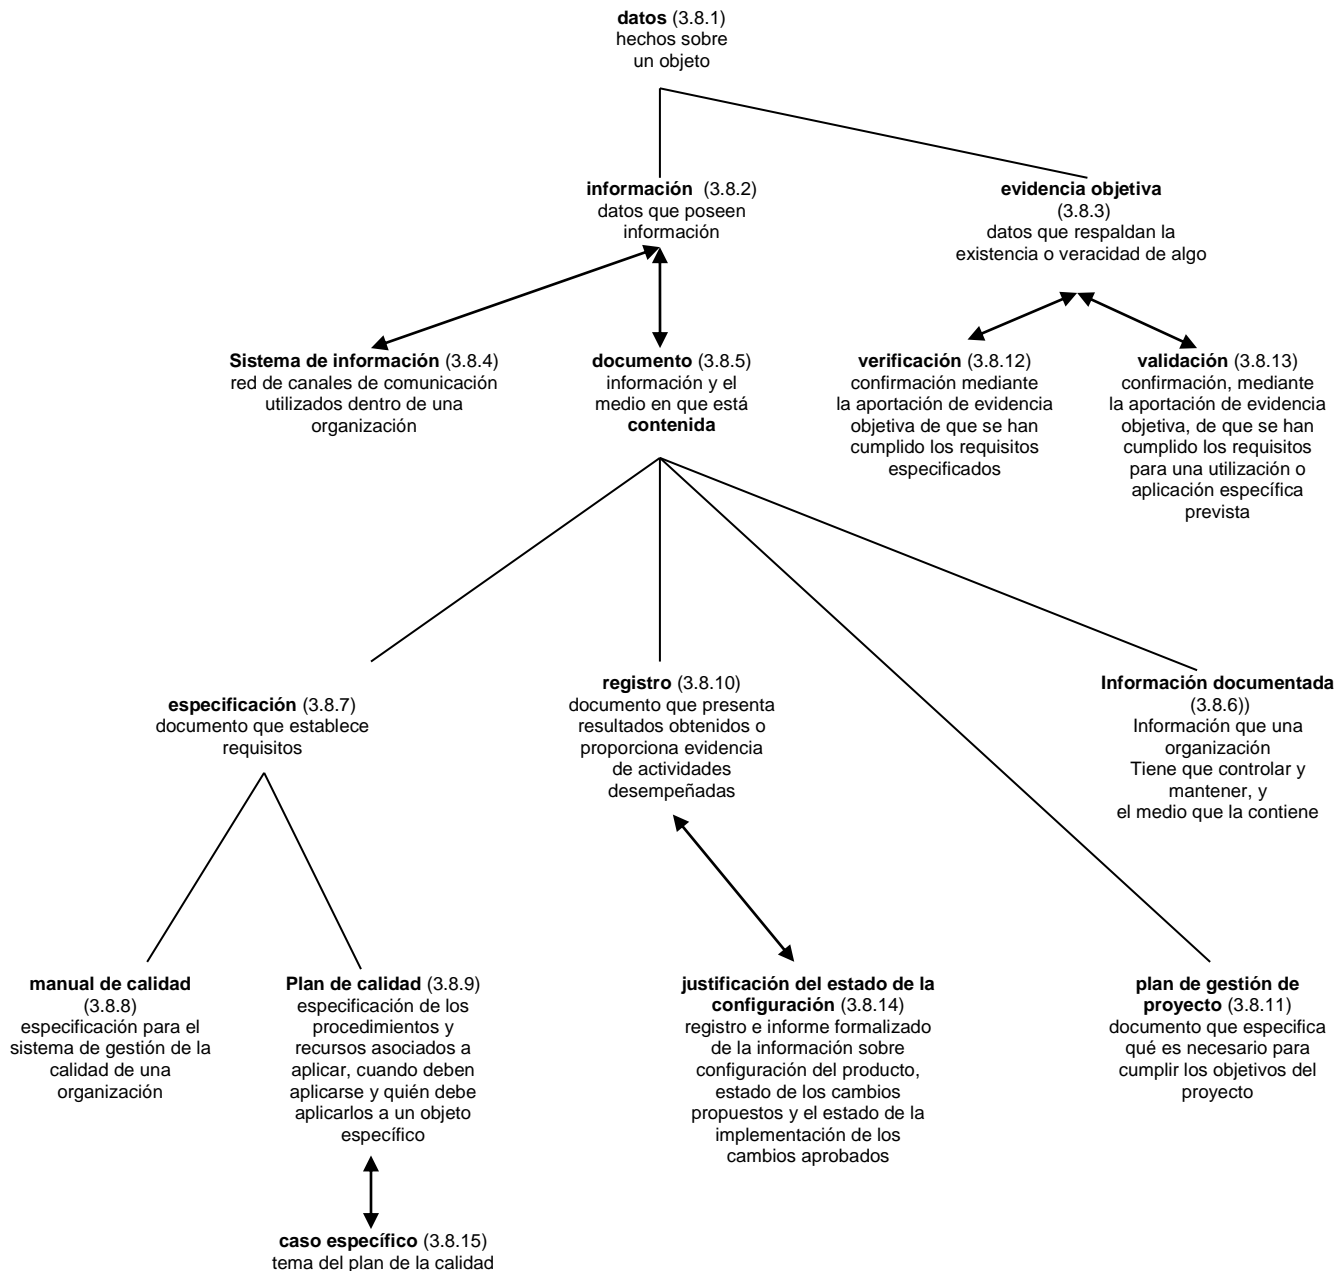 datos (3.8.1)
hechos sobre
un objeto
información (3.8.2)
datos que poseen
información
evidencia objetiva
(3.8.3)
datos que respaldan la
existencia o veracidad de algo
Sistema de información (3.8.4)
red de canales de comunicación
utilizados dentro de una
organización
documento (3.8.5)
información y el
medio en que está
contenida
verificación (3.8.12)
confirmación mediante
la aportación de evidencia
objetiva de que se han
cumplido los requisitos
especificados
validación (3.8.13)
confirmación, mediante
la aportación de evidencia
objetiva, de que se han
cumplido los requisitos
para una utilización o
aplicación específica
prevista
especificación (3.8.7)
documento que establece
requisitos
registro (3.8.10)
documento que presenta
resultados obtenidos o
proporciona evidencia
de actividades
desempeñadas
Información documentada
(3.8.6))
Información que una
organización
Tiene que controlar y
mantener, y
el medio que la contiene
manual de calidad
(3.8.8)
especificación para el
sistema de gestión de la
calidad de una
organización
Plan de calidad (3.8.9)
especificación de los
procedimientos y
recursos asociados a
aplicar, cuando deben
aplicarse y quién debe
aplicarlos a un objeto
específico
justificación del estado de la
configuración (3.8.14)
registro e informe formalizado
de la información sobre
configuración del producto,
estado de los cambios
propuestos y el estado de la
implementación de los
cambios aprobados
plan de gestión de
proyecto (3.8.11)
documento que especifica
qué es necesario para
cumplir los objetivos del
proyecto
caso específico (3.8.15)
tema del plan de la calidad